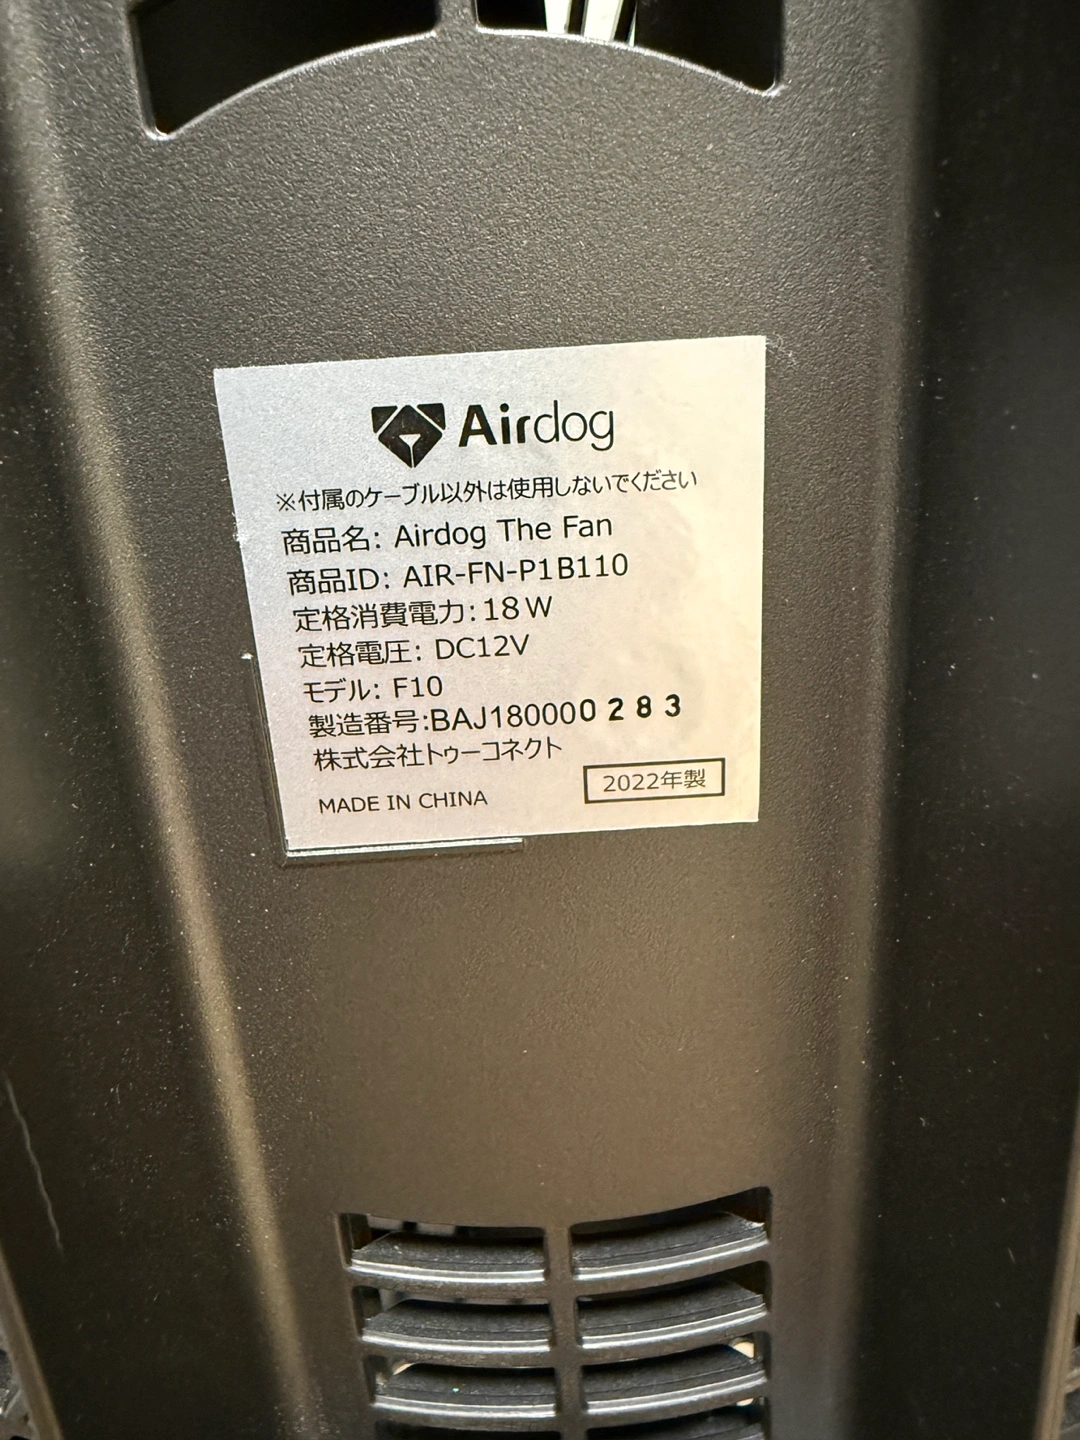 Airdog
※付属のケーブル以外は使用しないでください
商品名: Airdog The Fan
商品ID: AIR-FN-P1B110
定格消費電力: 18W
定格電圧: DC12V
モデル: F10
製造番号:BAJ180000283
株式会社トゥーコネクト
MADE IN CHINA
2022年製